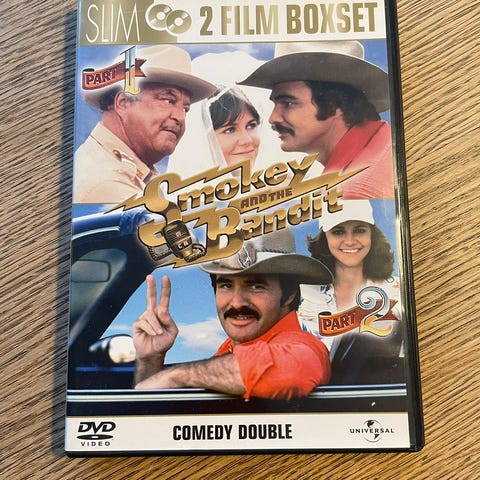 SLIM 2 FILM BOXSET
PART 1
Smokey
AND THE
Bandit
PART 2
DVD
VIDEO
COMEDY DOUBLE
UNIVERSAL